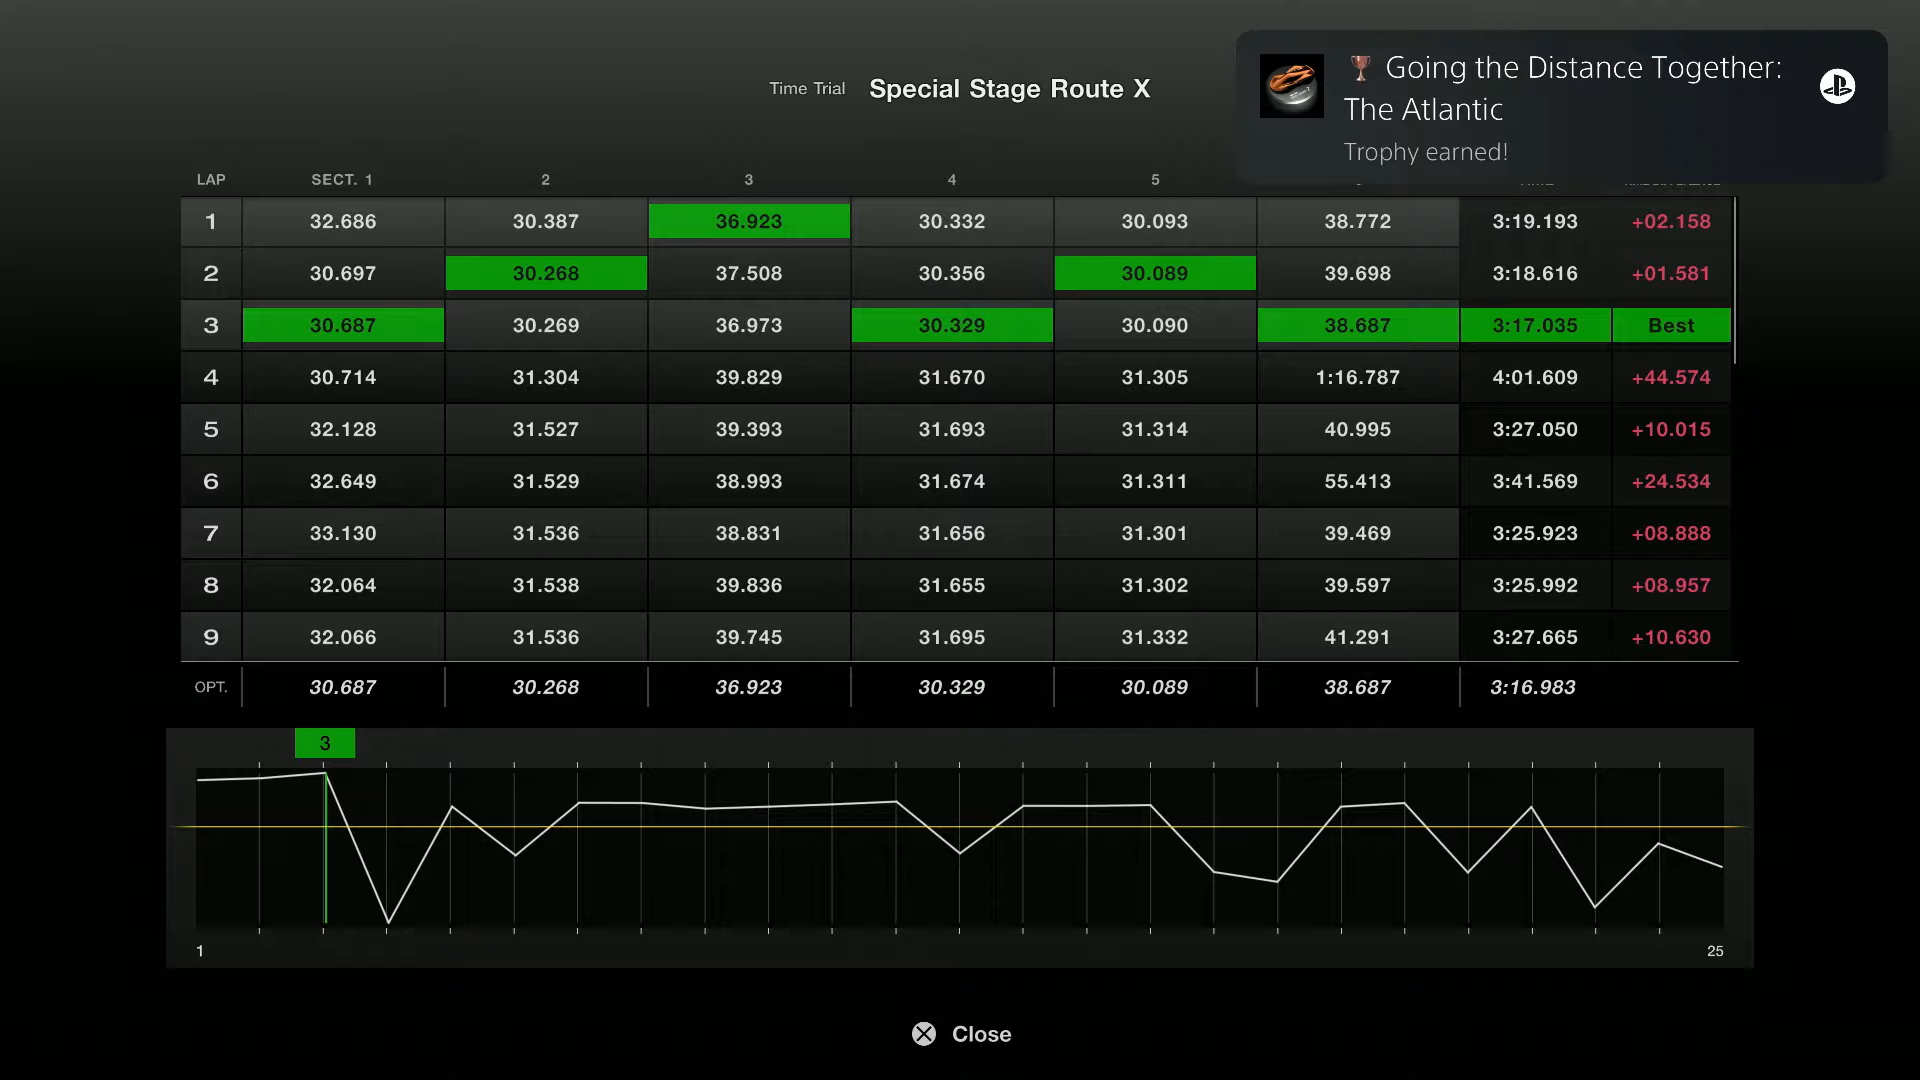 Time Trial Special Stage Route X
Going the Distance Together:
The Atlantic
Trophy earned!
LAP SECT. 1 2 3 4 5
1 32.686 30.387 36.923 30.332 30.093 38.772 3:19.193 +02.158
2 30.697 30.268 37.508 30.356 30.089 39.698 3:18.616 +01.581
3 30.687 30.269 36.973 30.329 30.090 38.687 3:17.035 Best
4 30.714 31.304 39.829 31.670 31.305 1:16.787 4:01.609 +44.574
5 32.128 31.527 39.393 31.693 31.314 40.995 3:27.050 +10.015
6 32.649 31.529 38.993 31.674 31.311 55.413 3:41.569 +24.534
7 33.130 31.536 38.831 31.656 31.301 39.469 3:25.923 +08.888
8 32.064 31.538 39.836 31.655 31.302 39.597 3:25.992 +08.957
9 32.066 31.536 39.745 31.695 31.332 41.291 3:27.665 +10.630
OPT. 30.687 30.268 36.923 30.329 30.089 38.687 3:16.983
3
1 25
Close